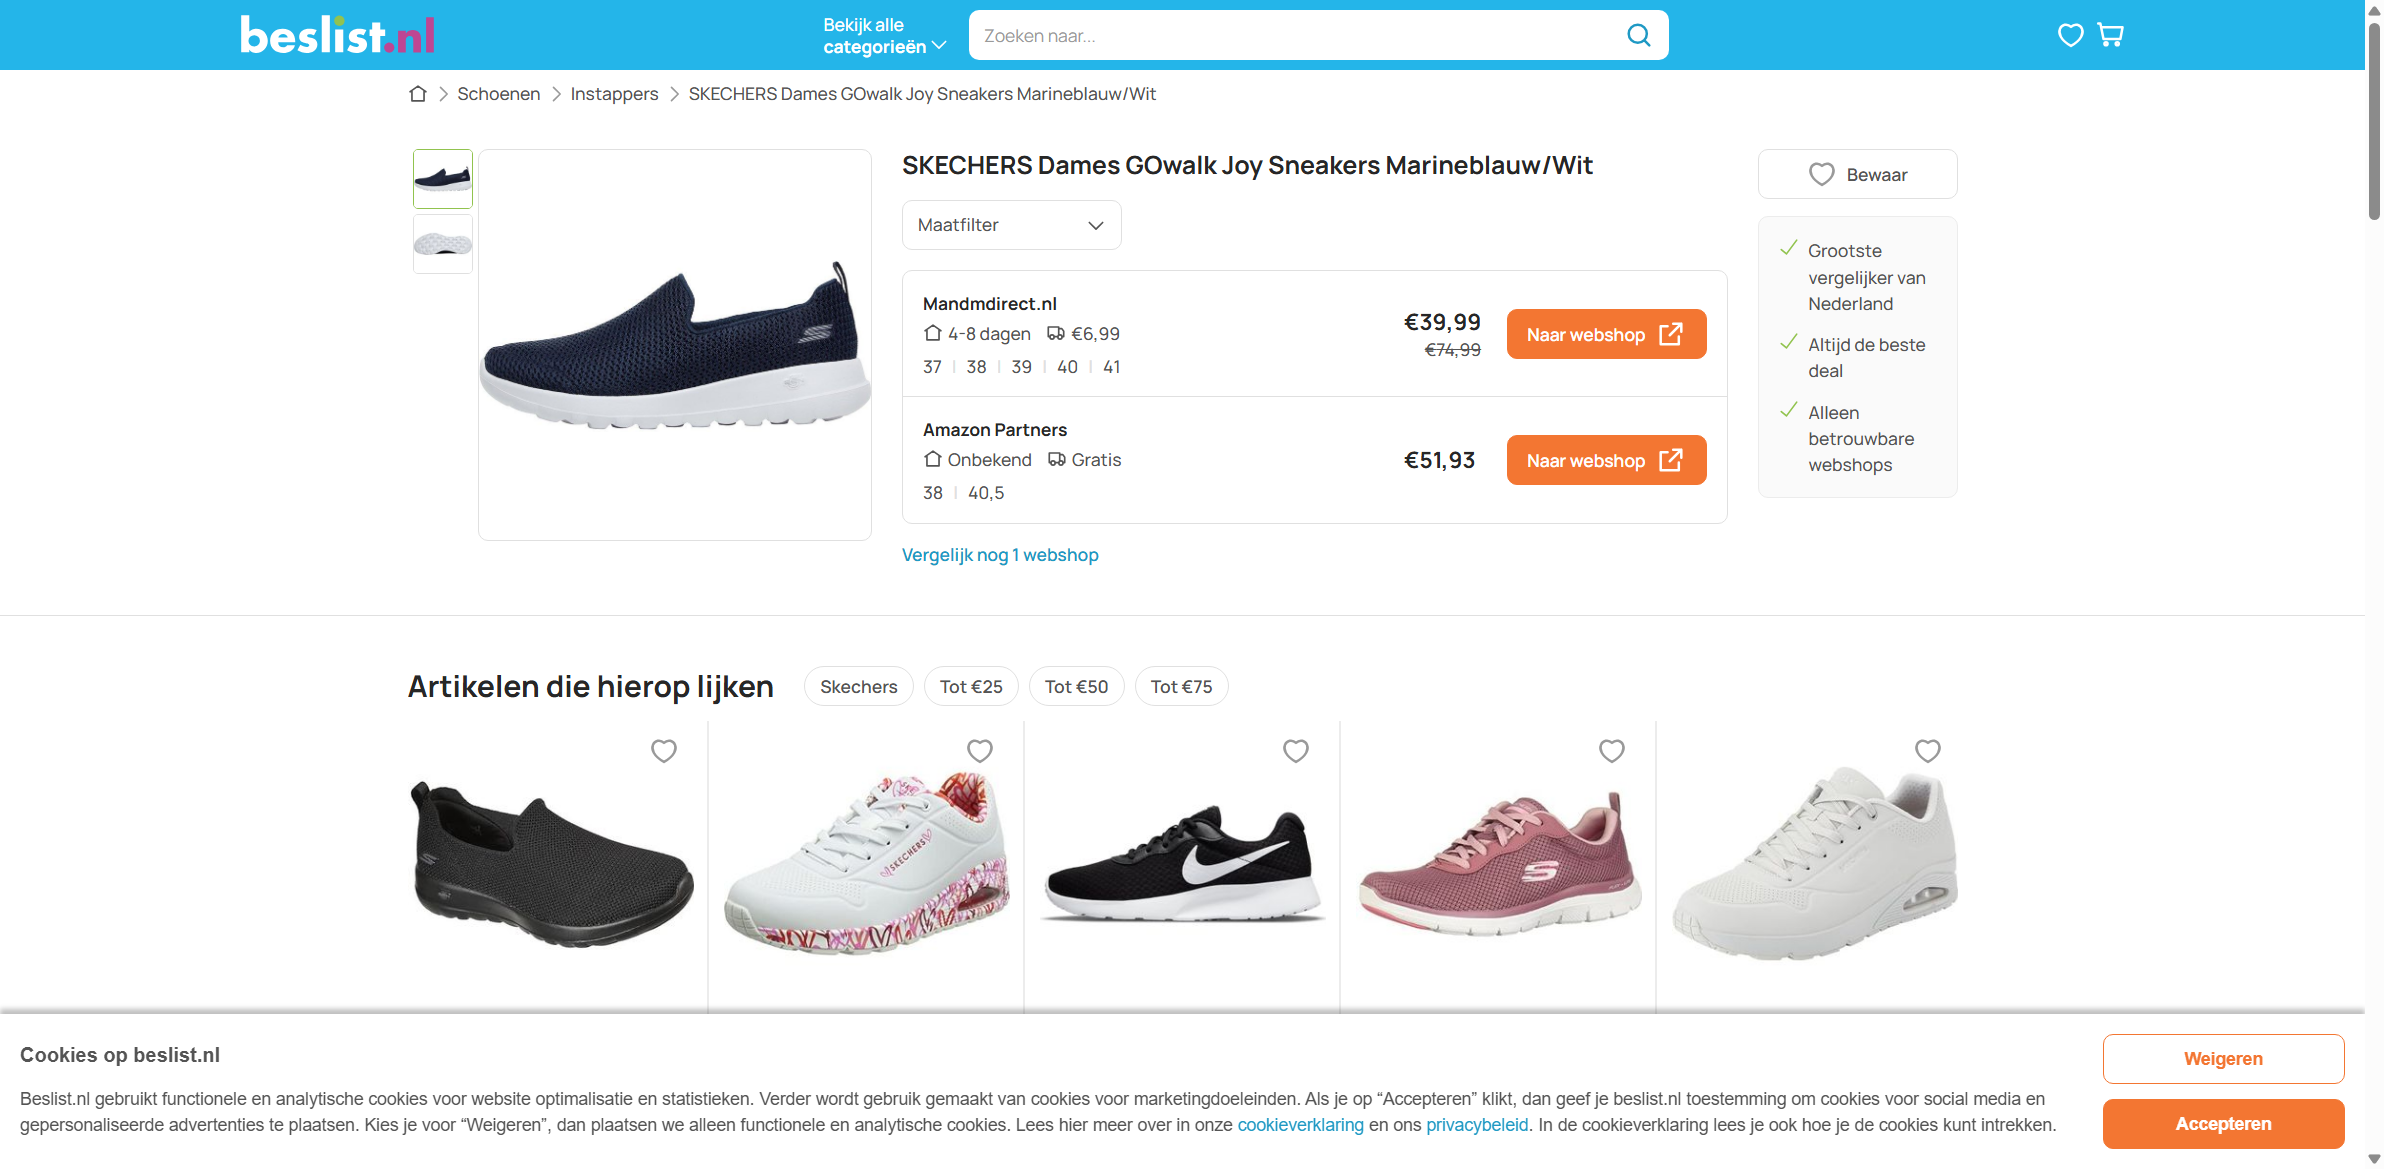 beslist.nl
Bekijk alle
categorieën
Zoeken naar...
Schoenen
Instappers
SKECHERS Dames GOwalk Joy Sneakers Marineblauw/Wit
SKECHERS Dames GOwalk Joy Sneakers Marineblauw/Wit
Maatfilter
Mandmdirect.nl
4-8 dagen €6,99
37 38 39 40 41
€39,99
€74,99
Naar webshop
Amazon Partners
Onbekend Gratis
38 40,5
€51,93
Naar webshop
Vergelijk nog 1 webshop
Bewaar
Grootste
vergelijker van
Nederland
Altijd de beste
deal
Alleen
betrouwbare
webshops
Artikelen die hierop lijken
Skechers
Tot €25
Tot €50
Tot €75
SKECHERS
Cookies op beslist.nl
Beslist.nl gebruikt functionele en analytische cookies voor website optimalisatie en statistieken. Verder wordt gebruik gemaakt van cookies voor marketingdoeleinden. Als je op “Accepteren” klikt, dan geef je beslist.nl toestemming om cookies voor social media en
gepersonaliseerde advertenties te plaatsen. Kies je voor “Weigeren”, dan plaatsen we alleen functionele en analytische cookies. Lees hier meer over in onze cookieverklaring en ons privacybeleid. In de cookieverklaring lees je ook hoe je de cookies kunt intrekken.
Weigeren
Accepteren